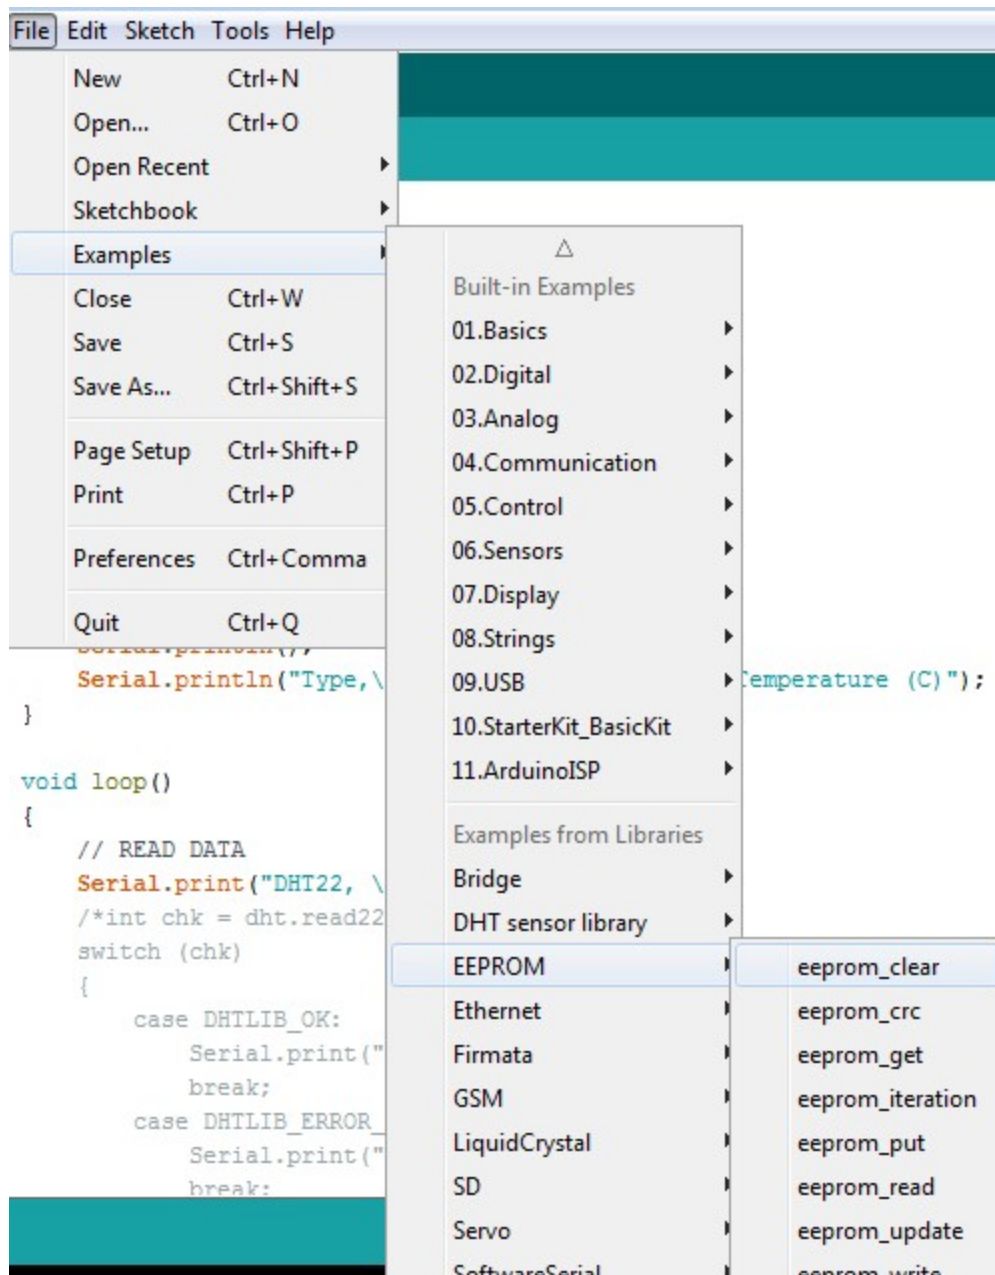 File Edit Sketch Tools Help
New Ctrl+N
Open... Ctrl+O
Open Recent
Sketchbook
Examples
Close Ctrl+W
Save Ctrl+S
Save As... Ctrl+Shift+S
Page Setup Ctrl+Shift+P
Print Ctrl+P
Preferences Ctrl+Comma
Quit Ctrl+Q
Built-in Examples
01.Basics
02.Digital
03.Analog
04.Communication
05.Control
06.Sensors
07.Display
08.Strings
09.USB
10.StarterKit_BasicKit
11.ArduinoISP
Examples from Libraries
Bridge
DHT sensor library
EEPROM
Ethernet
Firmata
GSM
LiquidCrystal
SD
Servo
SoftwareSerial
eeprom_clear
eeprom_crc
eeprom_get
eeprom_iteration
eeprom_put
eeprom_read
eeprom_update
eeprom_write
Serial.println();
Serial.println("Type,\ Temperature (C)");
}
void loop()
{
// READ DATA
Serial.print("DHT22, \
/*int chk = dht.read22
switch (chk)
{
case DHTLIB_OK:
Serial.print("
break;
case DHTLIB_ERROR_
Serial.print("
break;